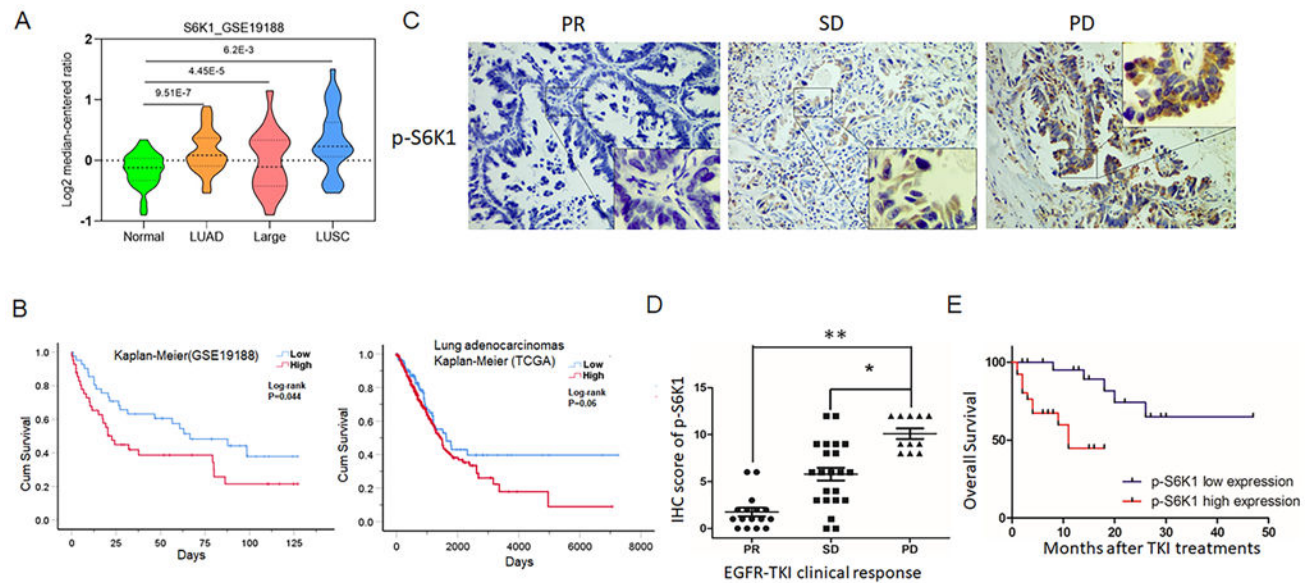 A
S6K1_GSE19188
Log2 median-centered ratio
2
1
0
-1
6.2E-3
4.45E-5
9.51E-7
Normal
LUAD
Large
LUSC
C
PR
SD
PD
p-S6K1
B
Kaplan-Meier(GSE19188)
Low
High
Log-rank
P=0.044
Cum Survival
1.0
0.8
0.6
0.4
0.2
0.0
0
25
50
75
100
125
Days
Lung adenocarcinomas
Kaplan-Meier (TCGA)
Low
High
Log-rank
P=0.06
Cum Survival
1.0
0.8
0.6
0.4
0.2
0.0
0
2000
4000
6000
8000
Days
D
**
*
IHC score of p-S6K1
15
10
5
0
PR
SD
PD
EGFR-TKI clinical response
E
Overall Survival
100
50
0
p-S6K1 low expression
p-S6K1 high expression
0
10
20
30
40
50
Months after TKI treatments